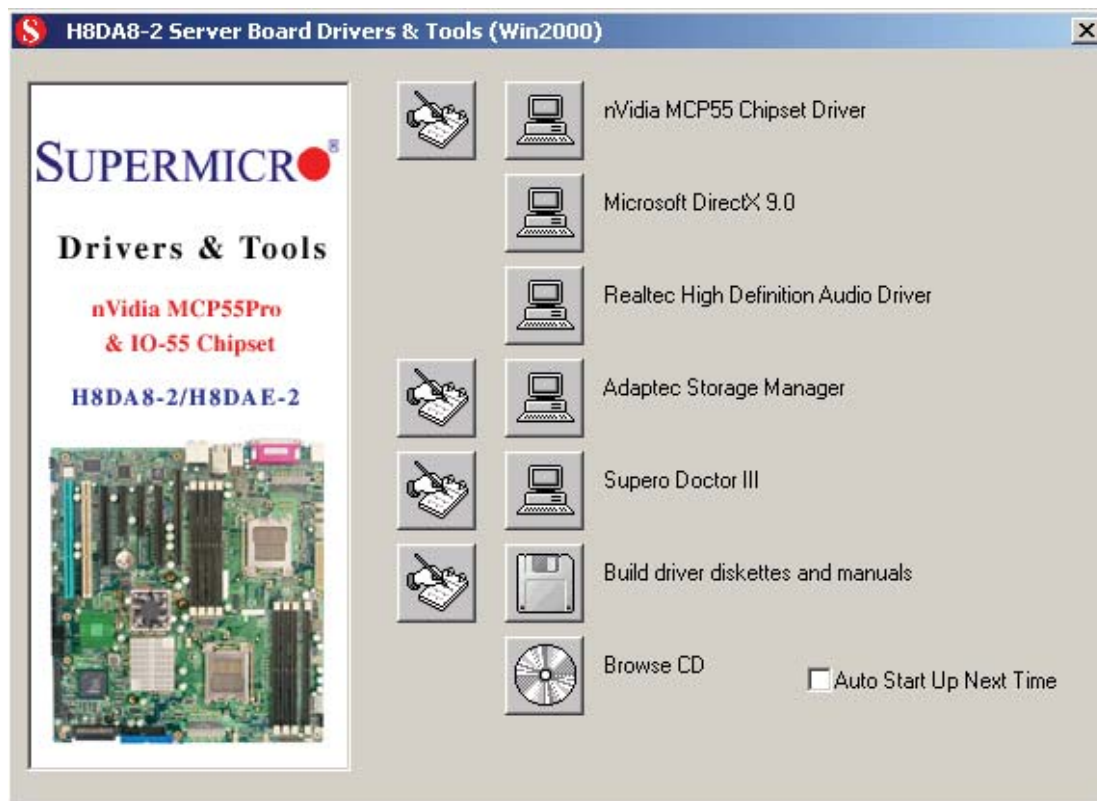 H8DA8-2 Server Board Drivers & Tools (Win2000)
SUPERMICRO®
Drivers & Tools
nVidia MCP55Pro
& IO-55 Chipset
H8DA8-2/H8DAE-2
nVidia MCP55 Chipset Driver
Microsoft DirectX 9.0
Realtec High Definition Audio Driver
Adaptec Storage Manager
Supero Doctor III
Build driver diskettes and manuals
Browse CD
Auto Start Up Next Time